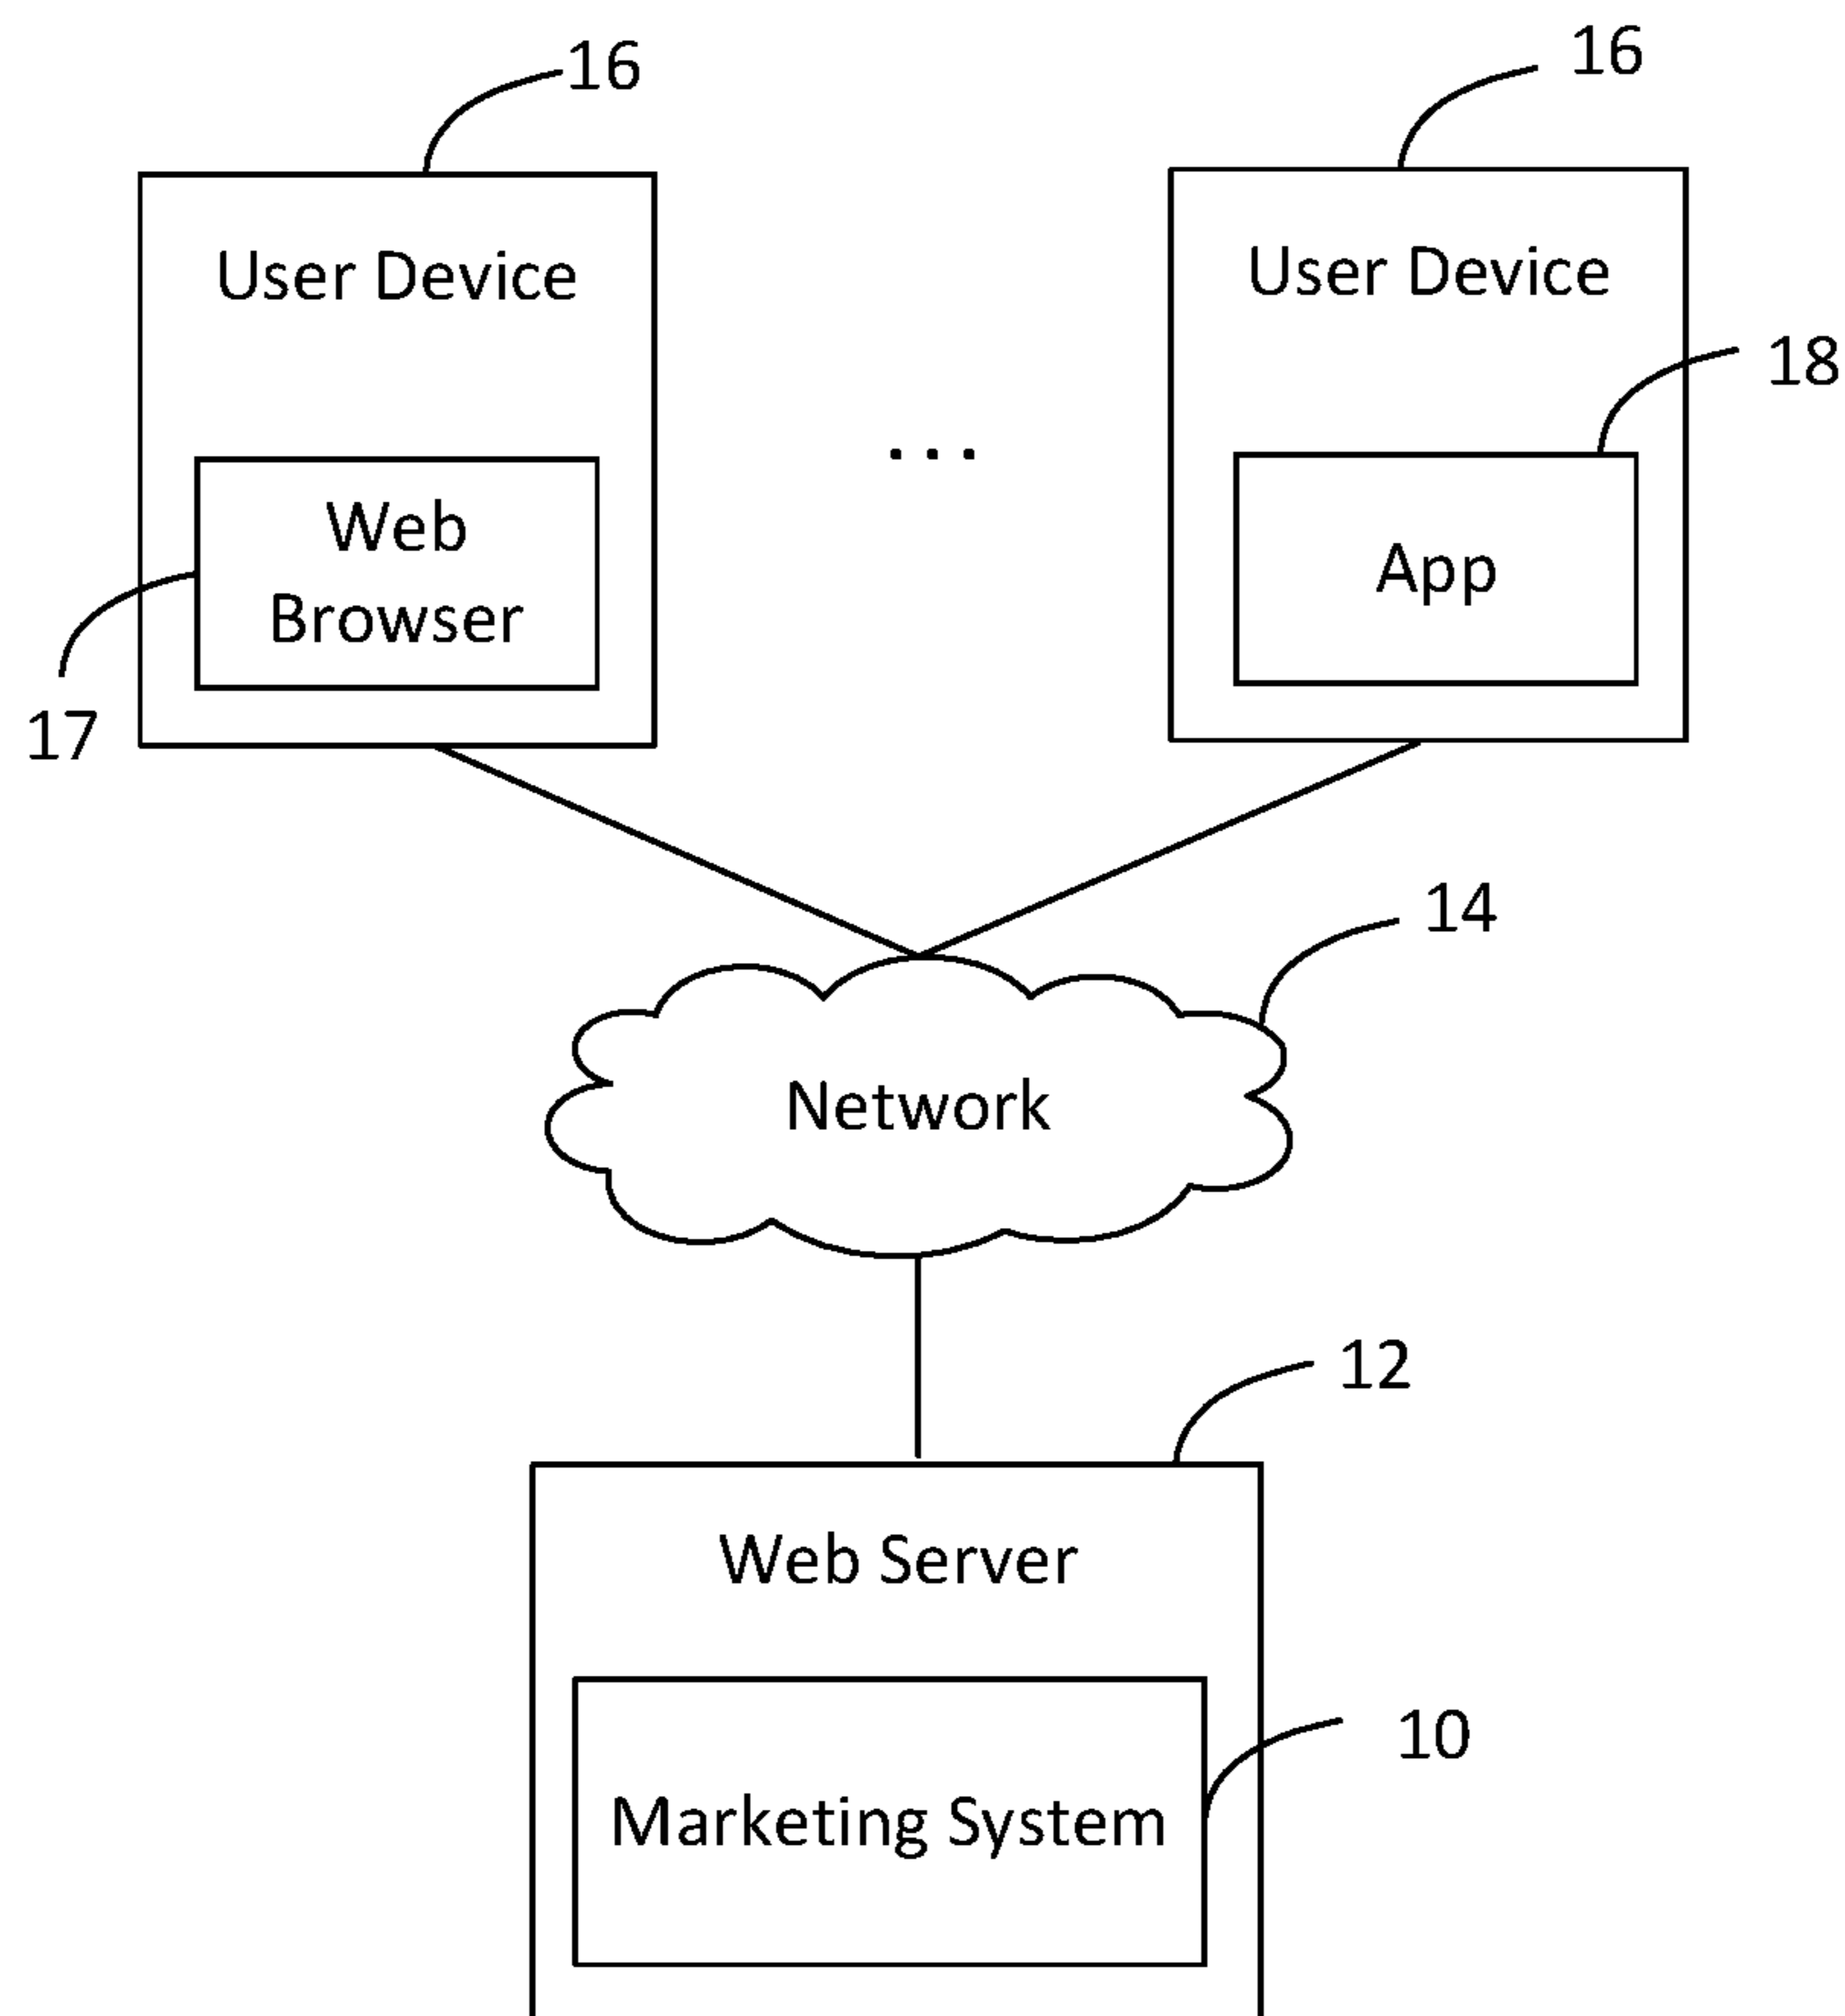 16
16
User Device
User Device
18
...
Web
Browser
App
17
14
Network
12
Web Server
10
Marketing System